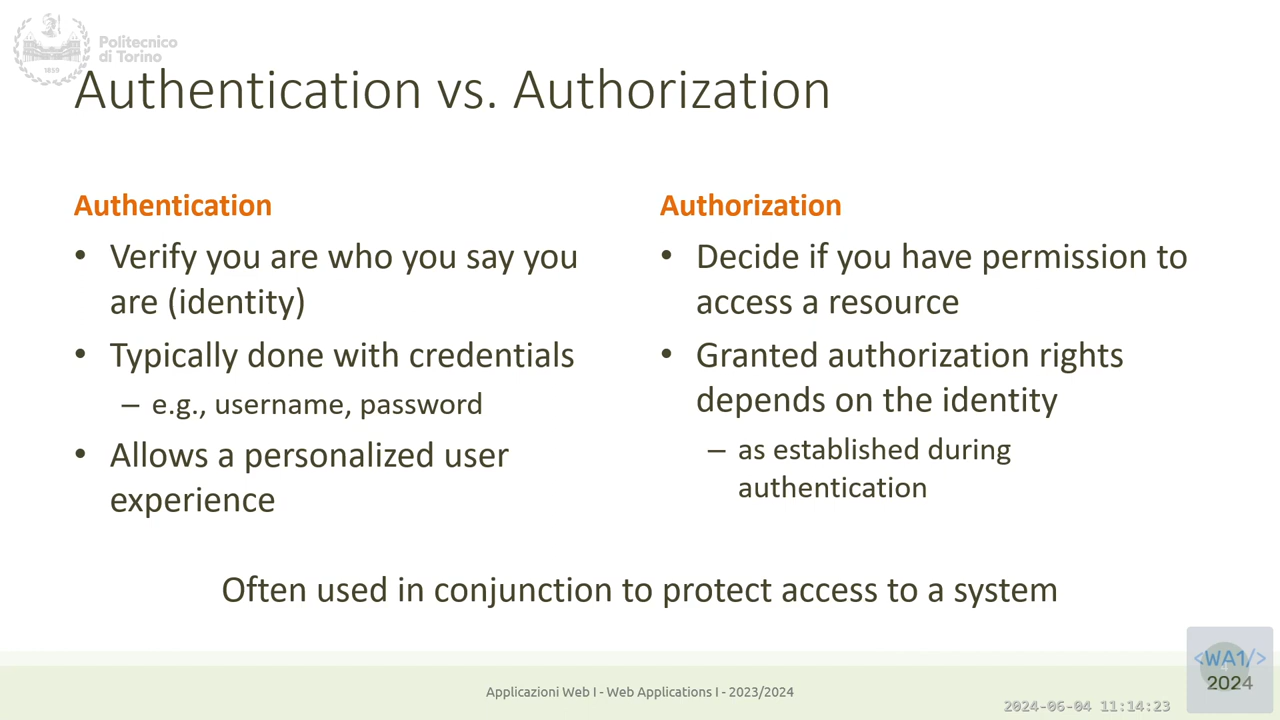 Politecnico
di Torino
1859
Authentication vs. Authorization
Authentication
• Verify you are who you say you
are (identity)
• Typically done with credentials
– e.g., username, password
• Allows a personalized user
experience
Authorization
• Decide if you have permission to
access a resource
• Granted authorization rights
depends on the identity
– as established during
authentication
Often used in conjunction to protect access to a system
Applicazioni Web I - Web Applications I - 2023/2024
2024-06-04 11:14:23
<WA1/>
4
2024